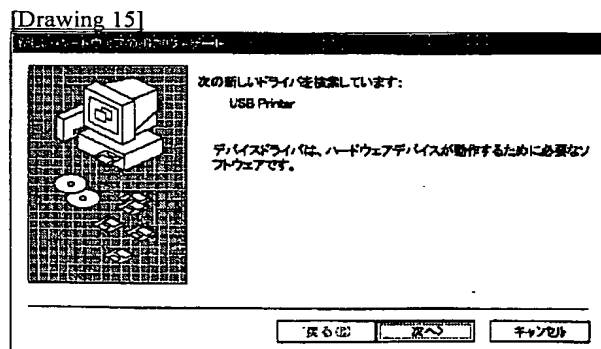 [Drawing 15]
次の新しいドライバを検索しています:
USB Printer
デバイスドライバは、ハードウェアデバイスが動作するために必要なソ
フトウェアです。
戻る(B)
次へ>
キャンセル